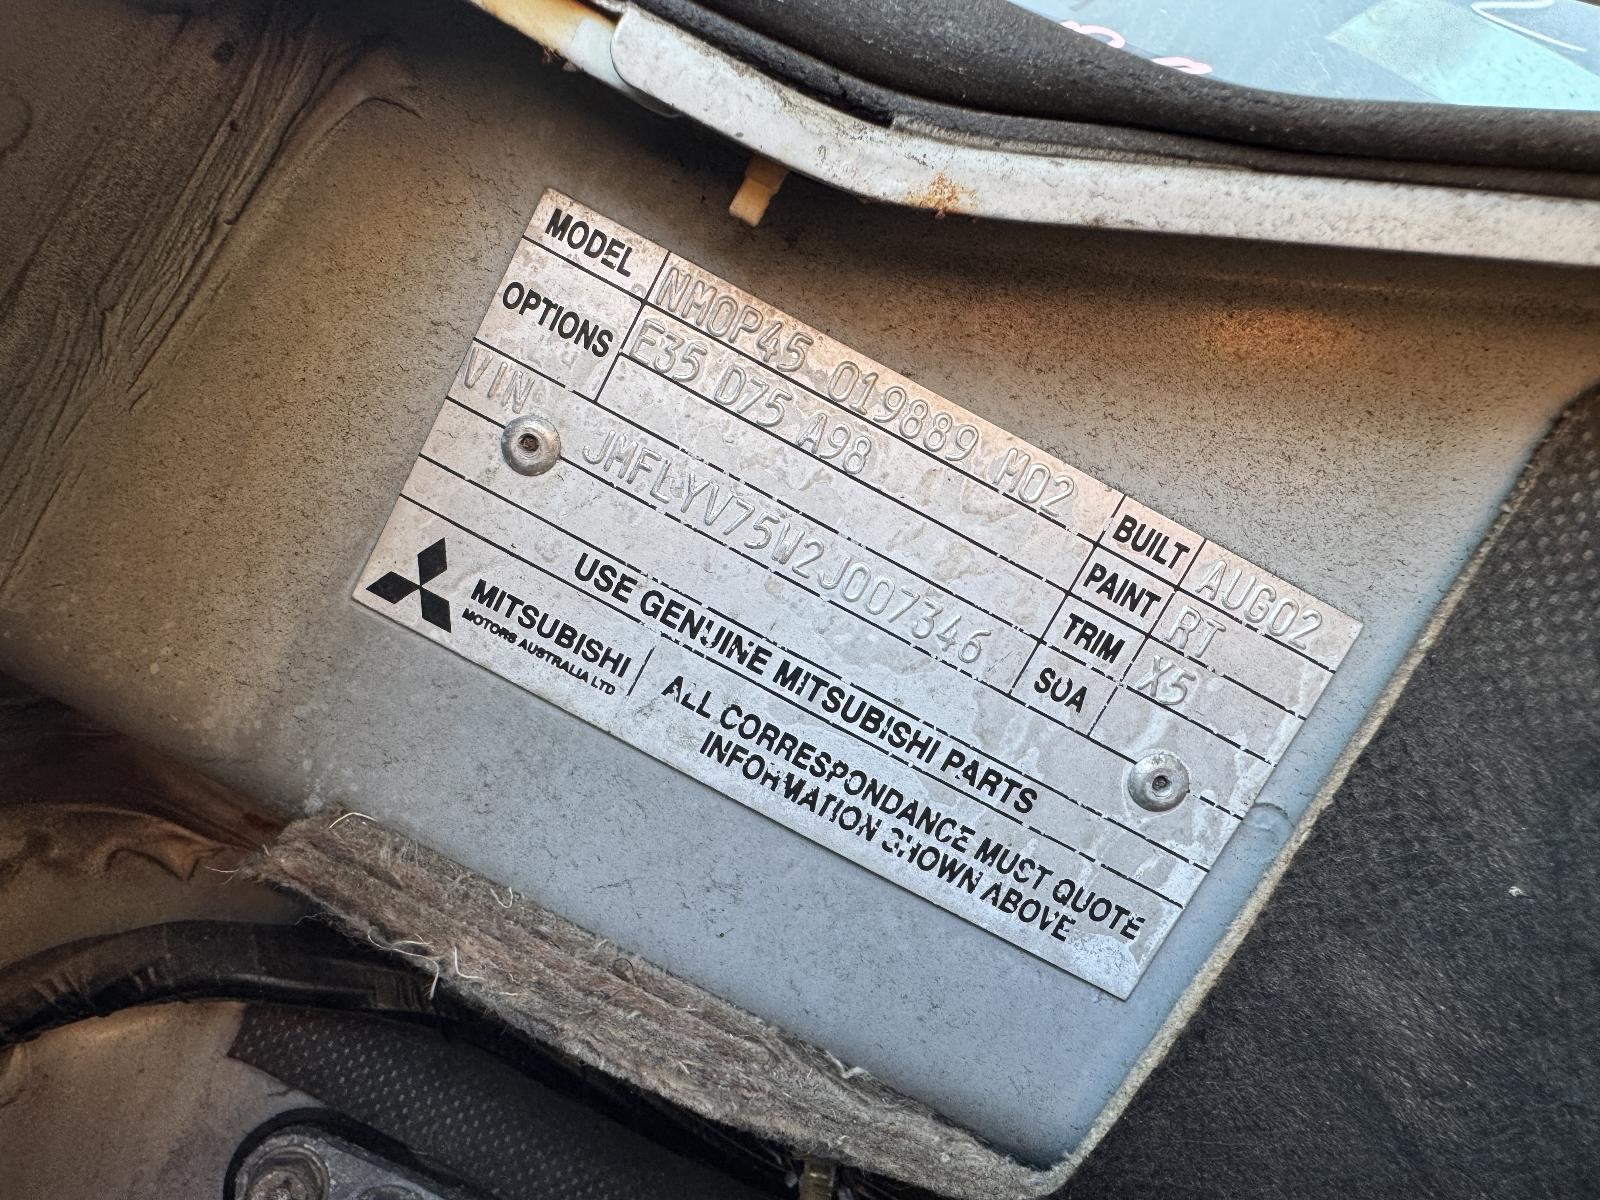 MODEL NMOP45 019889 M02
OPTIONS E35 D75 A98
VIN JMFLYV75W2J007346
BUILT AUG02
PAINT RT
TRIM X5
SOA
USE GENUINE MITSUBISHI PARTS
MITSUBISHI
MOTORS AUSTRALIA LTD
ALL CORRESPONDANCE MUST QUOTE
INFORMATION SHOWN ABOVE